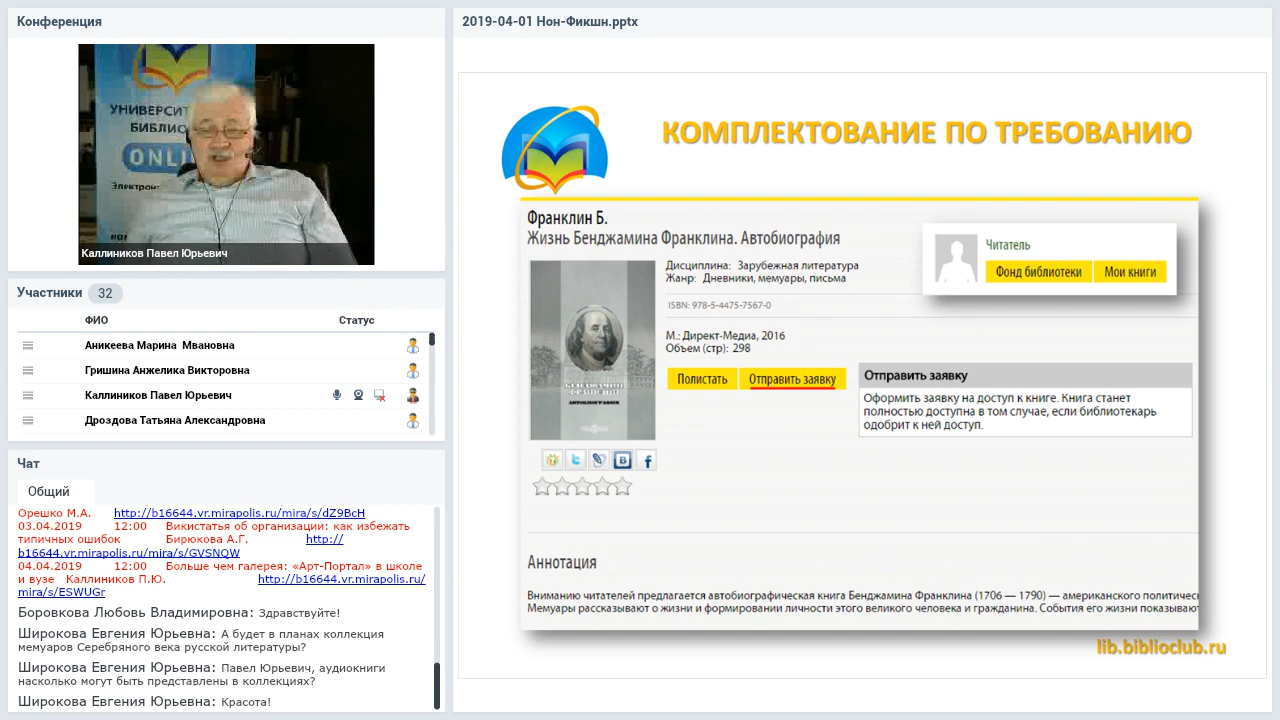 Конференция
УНИВЕРСИТ
БИБЛИО
ONLI
Электрон
Каллиников Павел Юрьевич
Участники 32
ФИО Статус
Аникеева Марина Мвановна
Гришина Анжелика Викторовна
Каллиников Павел Юрьевич
Дроздова Татьяна Александровна
Чат
Общий
Орешко М.А. http://b16644.vr.mirapolis.ru/mira/s/dZ9BcH
03.04.2019 12:00 Викистатья об организации: как избежать
типичных ошибок Бирюкова А.Г. http://
b16644.vr.mirapolis.ru/mira/s/GVSNQW
04.04.2019 12:00 Больше чем галерея: «Арт-Портал» в школе
и вузе Каллиников П.Ю. http://b16644.vr.mirapolis.ru/
mira/s/ESWUGr
Боровкова Любовь Владимировна: Здравствуйте!
Широкова Евгения Юрьевна: А будет в планах коллекция
мемуаров Серебряного века русской литературы?
Широкова Евгения Юрьевна: Павел Юрьевич, аудиокниги
насколько могут быть представлены в коллекциях?
Широкова Евгения Юрьевна: Красота!
2019-04-01 Нон-Фикшн.pptx
КОМПЛЕКТОВАНИЕ ПО ТРЕБОВАНИЮ
Франклин Б.
Жизнь Бенджамина Франклина. Автобиография
Читатель
Фонд библиотеки Мои книги
Дисциплина: Зарубежная литература
Жанр: Дневники, мемуары, письма
ISBN: 978-5-4475-7567-0
М.: Директ-Медиа, 2016
Объем (стр): 298
Полистать Отправить заявку
Отправить заявку
Оформить заявку на доступ к книге. Книга станет
полностью доступна в том случае, если библиотекарь
одобрит к ней доступ.
БЕНДЖАМИН
ФРАНКЛИН
АВТОБИОГРАФИЯ
Аннотация
Вниманию читателей предлагается автобиографическая книга Бенджамина Франклина (1706 — 1790) — американского политичес
Мемуары рассказывают о жизни и формировании личности этого великого человека и гражданина. События его жизни показывают
lib.biblioclub.ru